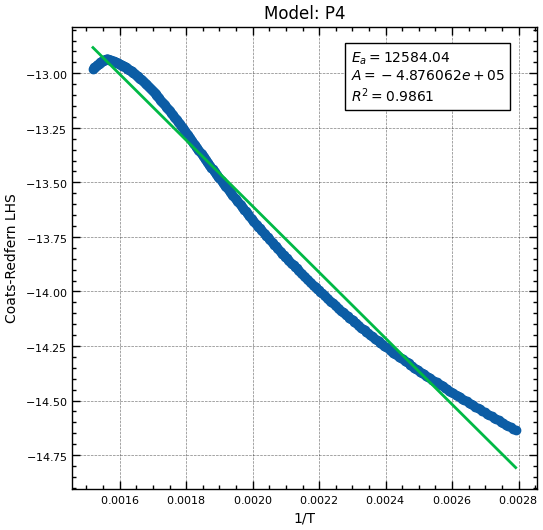 Model: P4
Eₐ = 12584.04
A = −4.876062e + 05
R² = 0.9861
Coats-Redfern LHS
−13.00
−13.25
−13.50
−13.75
−14.00
−14.25
−14.50
−14.75
0.0016 0.0018 0.0020 0.0022 0.0024 0.0026 0.0028
1/T